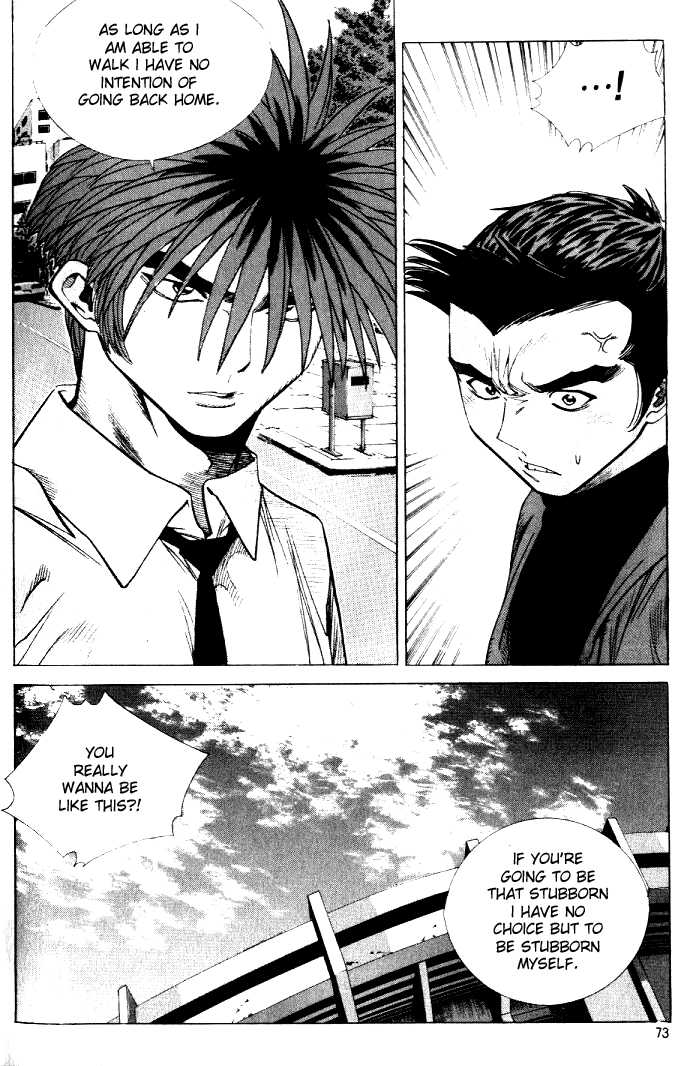 AS LONG AS I
AM ABLE TO
WALK I HAVE NO
INTENTION OF
GOING BACK HOME.
...!
YOU
REALLY
WANNA BE
LIKE THIS?!
IF YOU'RE
GOING TO BE
THAT STUBBORN
I HAVE NO
CHOICE BUT TO
BE STUBBORN
MYSELF.
73